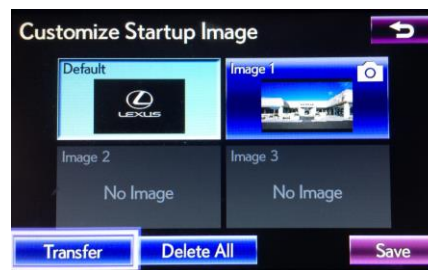 Customize Startup Image
Default
Image 1
LEXUS
Image 2
Image 3
No Image
No Image
Transfer
Delete All
Save